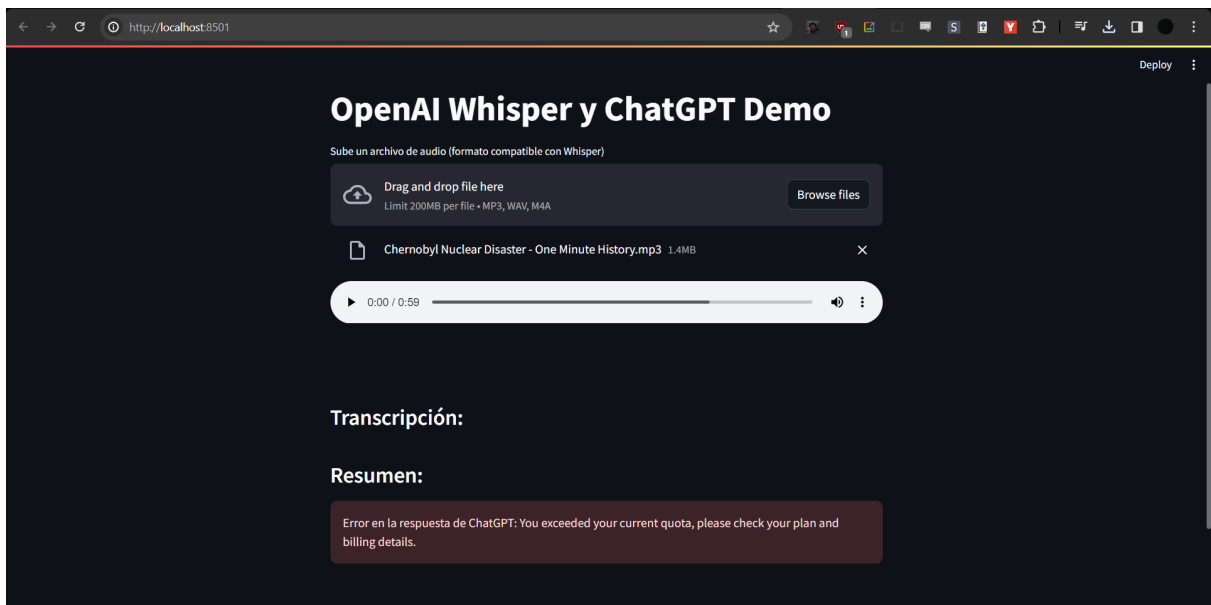 http://localhost:8501
1
S
Y
Deploy
OpenAI Whisper y ChatGPT Demo
Sube un archivo de audio (formato compatible con Whisper)
Drag and drop file here
Limit 200MB per file • MP3, WAV, M4A
Browse files
Chernobyl Nuclear Disaster - One Minute History.mp3 1.4MB
0:00 / 0:59
Transcripción:
Resumen:
Error en la respuesta de ChatGPT: You exceeded your current quota, please check your plan and
billing details.